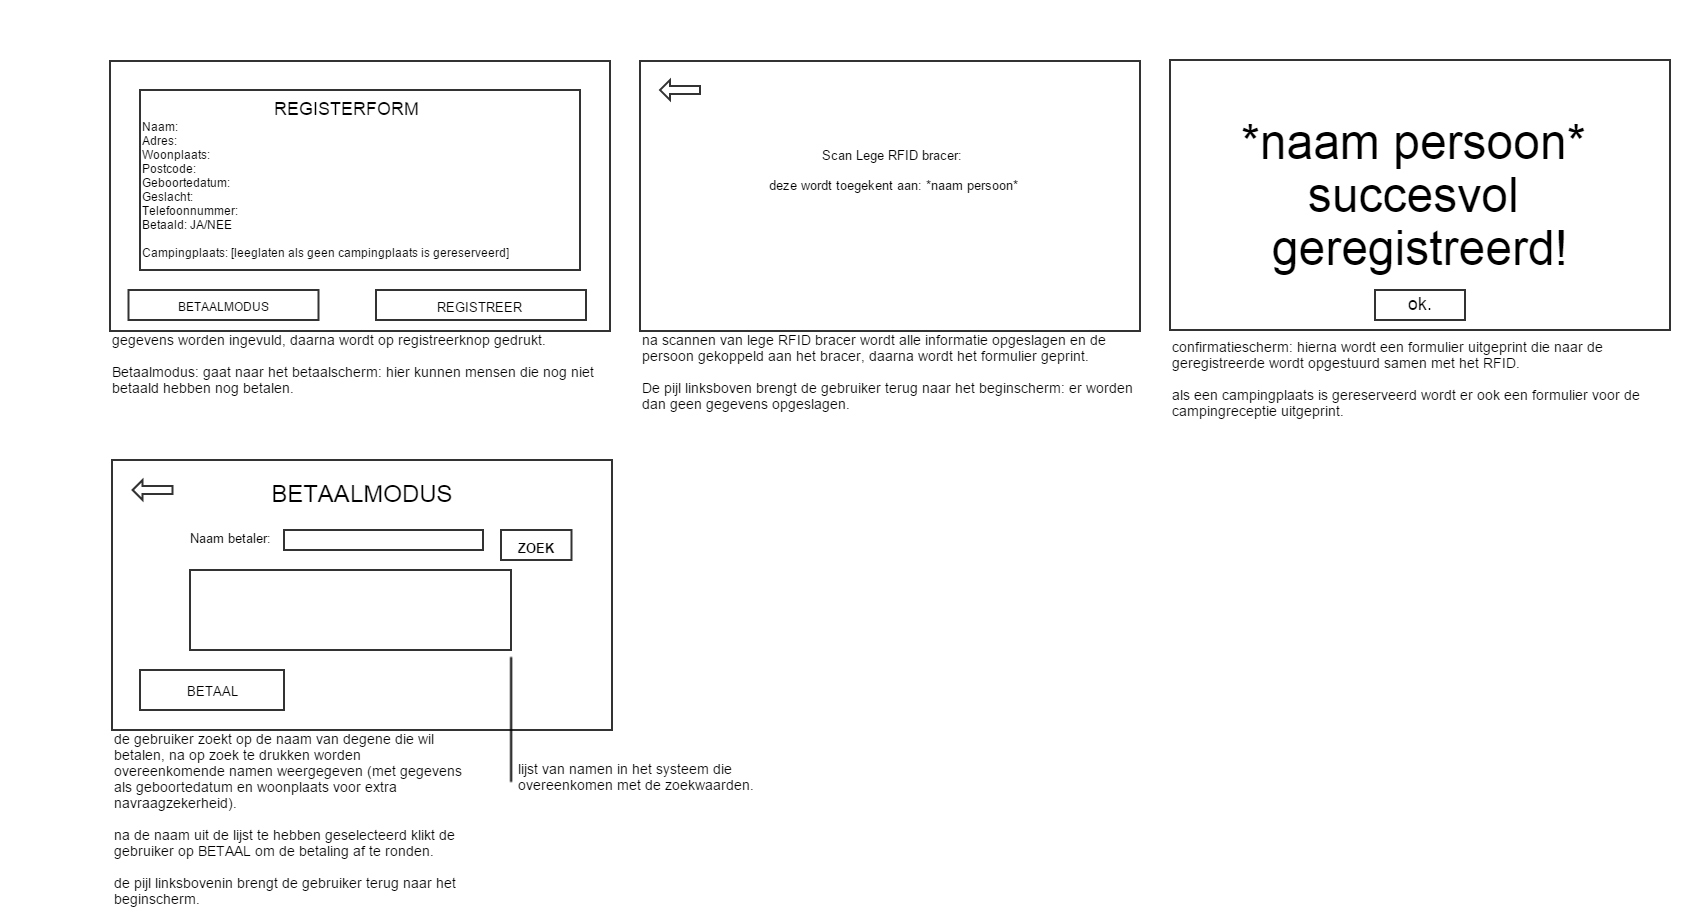 REGISTERFORM
Naam:
Adres:
Woonplaats:
Postcode:
Geboortedatum:
Geslacht:
Telefoonnummer:
Betaald: JA/NEE
Campingplaats: [leeglaten als geen campingplaats is gereserveerd]
BETAALMODUS
REGISTREER
gegevens worden ingevuld, daarna wordt op registreerknop gedrukt.
Betaalmodus: gaat naar het betaalscherm: hier kunnen mensen die nog niet
betaald hebben nog betalen.
Scan Lege RFID bracer:
deze wordt toegekent aan: *naam persoon*
na scannen van lege RFID bracer wordt alle informatie opgeslagen en de
persoon gekoppeld aan het bracer, daarna wordt het formulier geprint.
De pijl linksboven brengt de gebruiker terug naar het beginscherm: er worden
dan geen gegevens opgeslagen.
*naam persoon*
succesvol
geregistreerd!
ok.
confirmatiescherm: hierna wordt een formulier uitgeprint die naar de
geregistreerde wordt opgestuurd samen met het RFID.
als een campingplaats is gereserveerd wordt er ook een formulier voor de
campingreceptie uitgeprint.
BETAALMODUS
Naam betaler:
ZOEK
BETAAL
de gebruiker zoekt op de naam van degene die wil
betalen, na op zoek te drukken worden
overeenkomende namen weergegeven (met gegevens
als geboortedatum en woonplaats voor extra
navraagzekerheid).
na de naam uit de lijst te hebben geselecteerd klikt de
gebruiker op BETAAL om de betaling af te ronden.
de pijl linksbovenin brengt de gebruiker terug naar het
beginscherm.
lijst van namen in het systeem die
overeenkomen met de zoekwaarden.